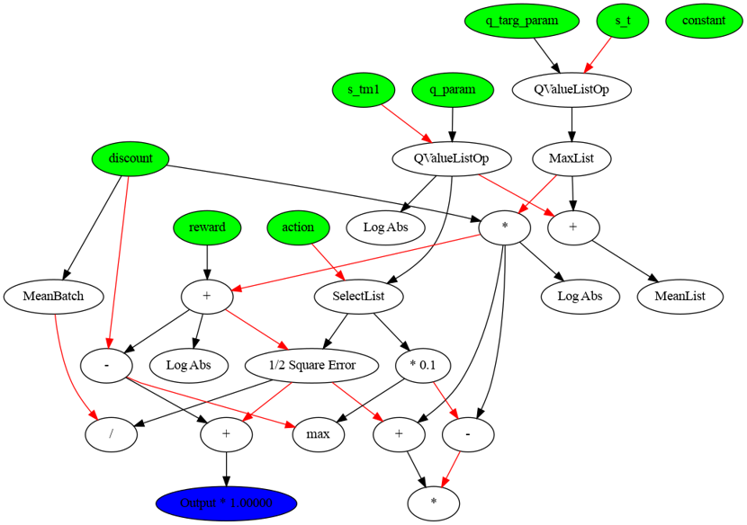 q_targ_param s_t constant
s_tm1 q_param QValueListOp
discount QValueListOp MaxList
reward action Log Abs * +
MeanBatch + SelectList Log Abs MeanList
- Log Abs 1/2 Square Error * 0.1
/ + max + -
Output * 1.00000 *